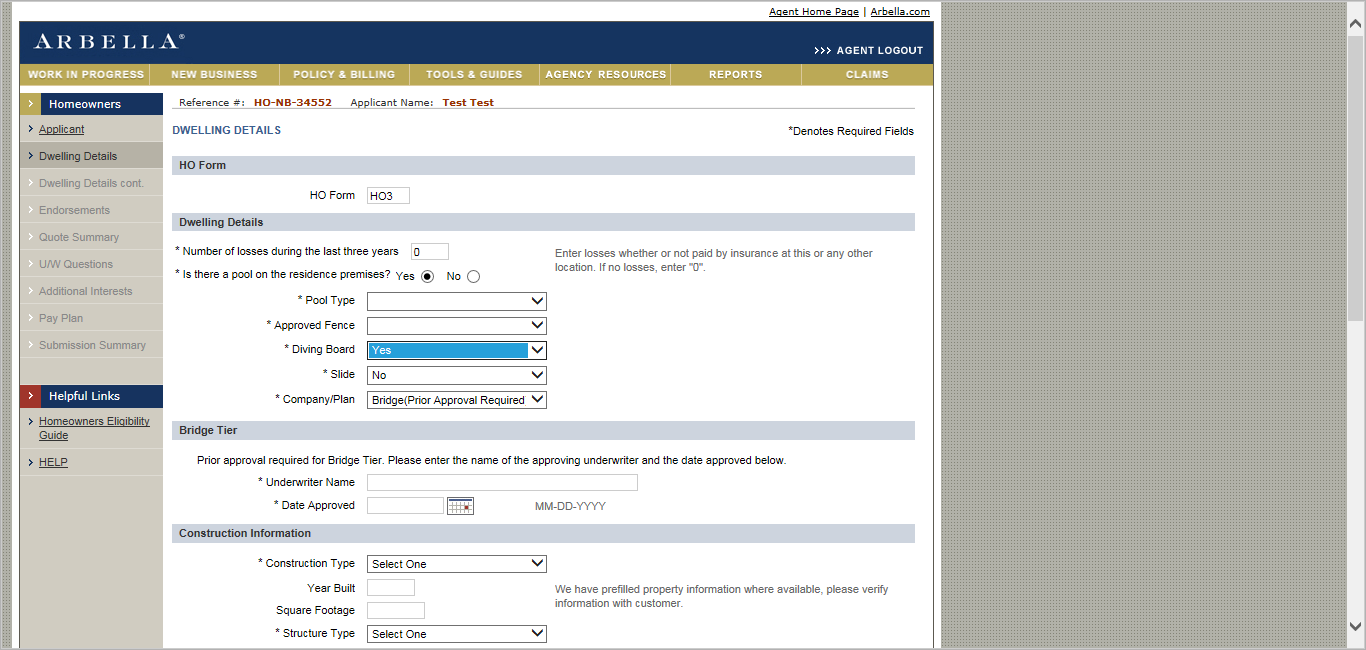 Agent Home Page | Arbella.com
ARBELLA®
>>> AGENT LOGOUT
WORK IN PROGRESS NEW BUSINESS POLICY & BILLING TOOLS & GUIDES AGENCY RESOURCES REPORTS CLAIMS
Homeowners
Applicant
Dwelling Details
Dwelling Details cont.
Endorsements
Quote Summary
U/W Questions
Additional Interests
Pay Plan
Submission Summary
Helpful Links
Homeowners Eligibility
Guide
HELP
Reference #: HO-NB-34552 Applicant Name: Test Test
DWELLING DETAILS
*Denotes Required Fields
HO Form
HO Form HO3
Dwelling Details
* Number of losses during the last three years 0
Enter losses whether or not paid by insurance at this or any other
location. If no losses, enter "0".
* Is there a pool on the residence premises? Yes No
* Pool Type
* Approved Fence
* Diving Board Yes
* Slide No
* Company/Plan Bridge(Prior Approval Required
Bridge Tier
Prior approval required for Bridge Tier. Please enter the name of the approving underwriter and the date approved below.
* Underwriter Name
* Date Approved MM-DD-YYYY
Construction Information
* Construction Type Select One
Year Built
We have prefilled property information where available, please verify
information with customer.
Square Footage
* Structure Type Select One